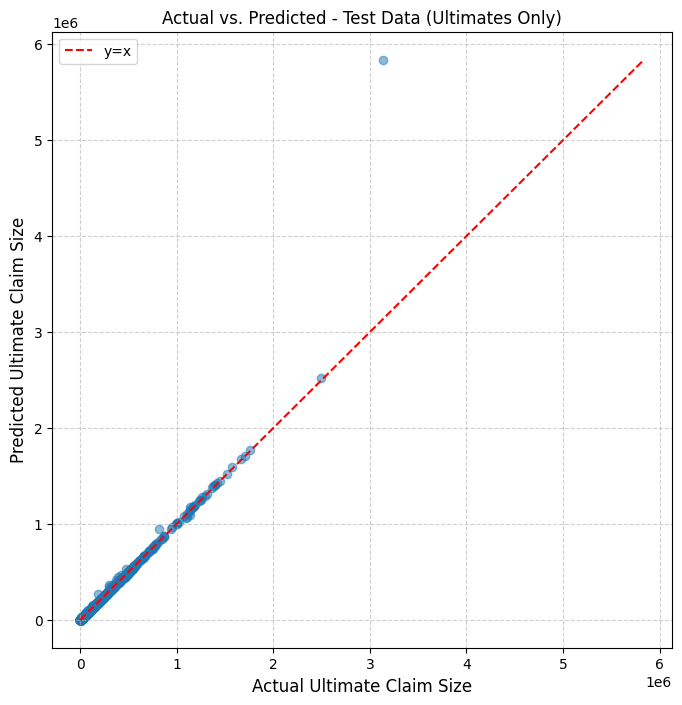 Actual vs. Predicted - Test Data (Ultimates Only)
1e6
y=x
6
5
4
3
2
1
0
Predicted Ultimate Claim Size
0 1 2 3 4 5 6
1e6
Actual Ultimate Claim Size